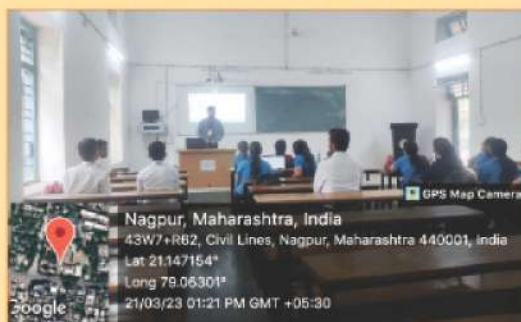 GPS Map Camera
Nagpur, Maharashtra, India
43W7+R62, Civil Lines, Nagpur, Maharashtra 440001, India
Lat 21.147154°
Long 79.06301°
21/03/23 01:21 PM GMT +05:30
Google